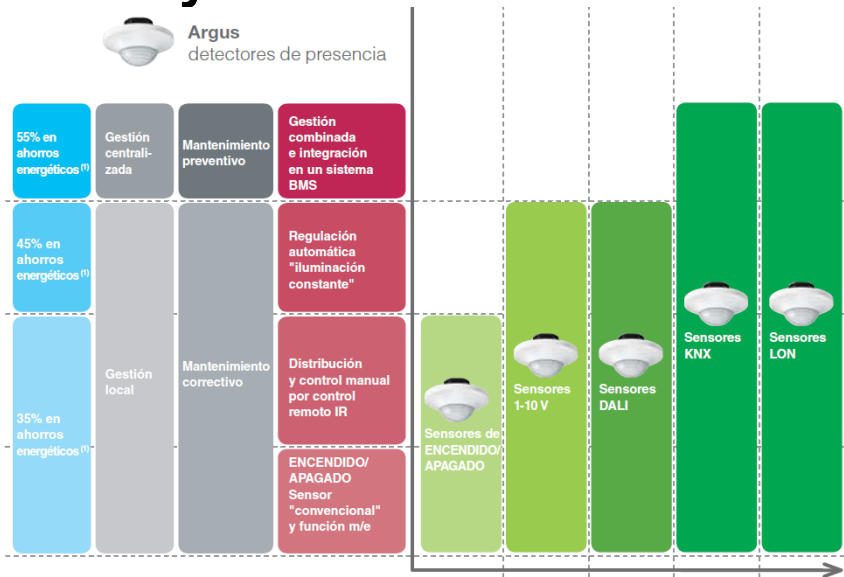 Argus
detectores de presencia
55% en
ahorros
energéticos (1)
Gestión
centrali-
zada
Mantenimiento
preventivo
Gestión
combinada
e integración
en un sistema
BMS
45% en
ahorros
energéticos (1)
Regulación
automática
"iluminación
constante"
35% en
ahorros
energéticos (1)
Gestión
local
Mantenimiento
correctivo
Distribución
y control manual
por control
remoto IR
ENCENDIDO/
APAGADO
Sensor
"convencional"
y función m/e
Sensores de
ENCENDIDO/
APAGADO
Sensores
1-10 V
Sensores
DALI
Sensores
KNX
Sensores
LON